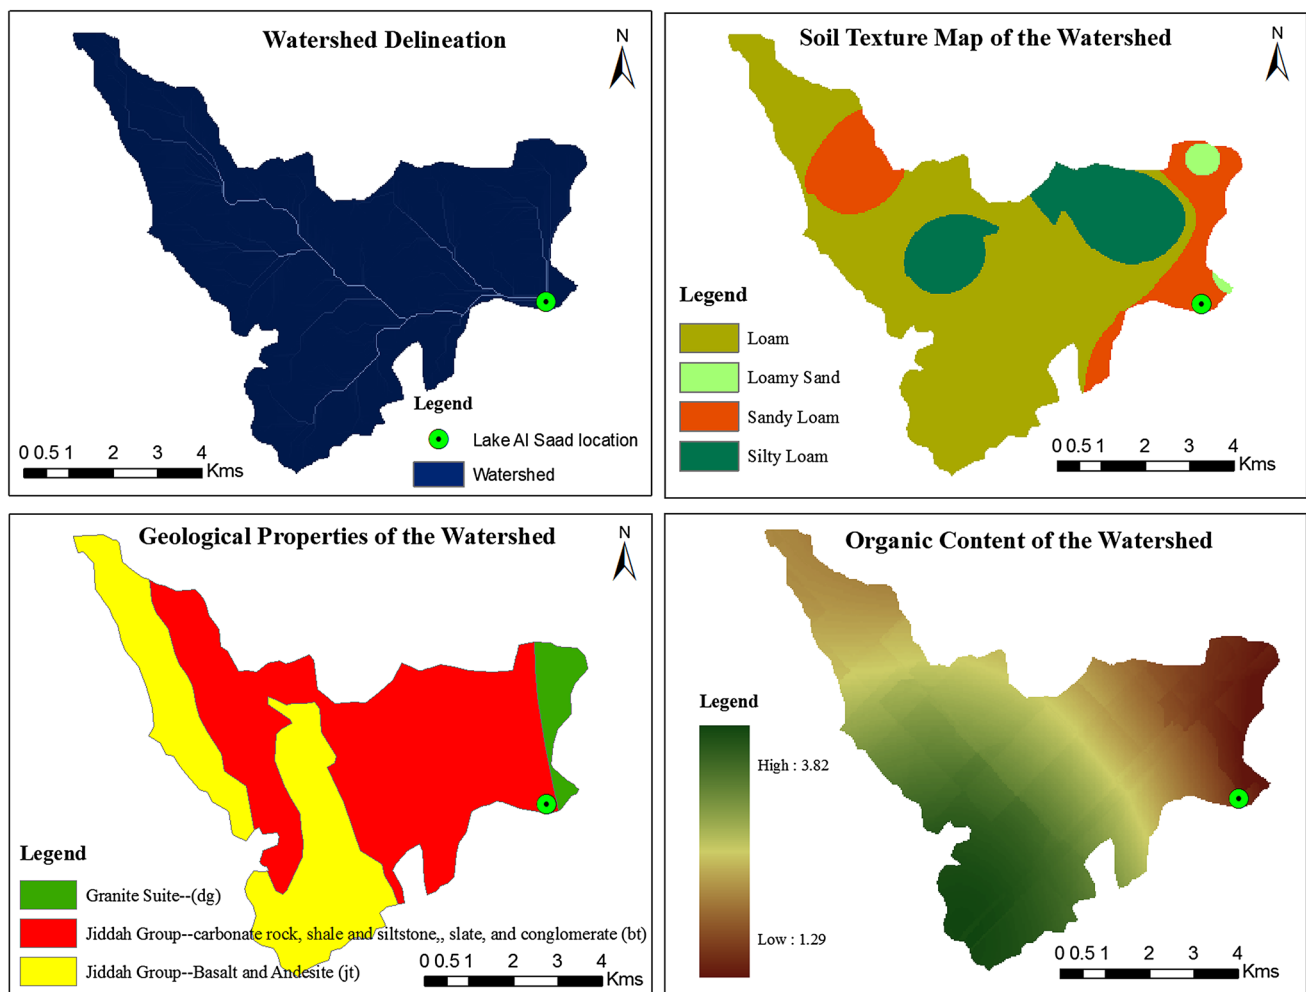 Watershed Delineation
N
Legend
Lake Al Saad location
Watershed
0 0.5 1 2 3 4
Kms
Soil Texture Map of the Watershed
N
Legend
Loam
Loamy Sand
Sandy Loam
Silty Loam
0 0.5 1 2 3 4
Kms
Geological Properties of the Watershed
N
Legend
Granite Suite--(dg)
Jiddah Group--carbonate rock, shale and siltstone,, slate, and conglomerate (bt)
Jiddah Group--Basalt and Andesite (jt)
0 0.5 1 2 3 4
Kms
Organic Content of the Watershed
Legend
High : 3.82
Low : 1.29
0 0.5 1 2 3 4
Kms